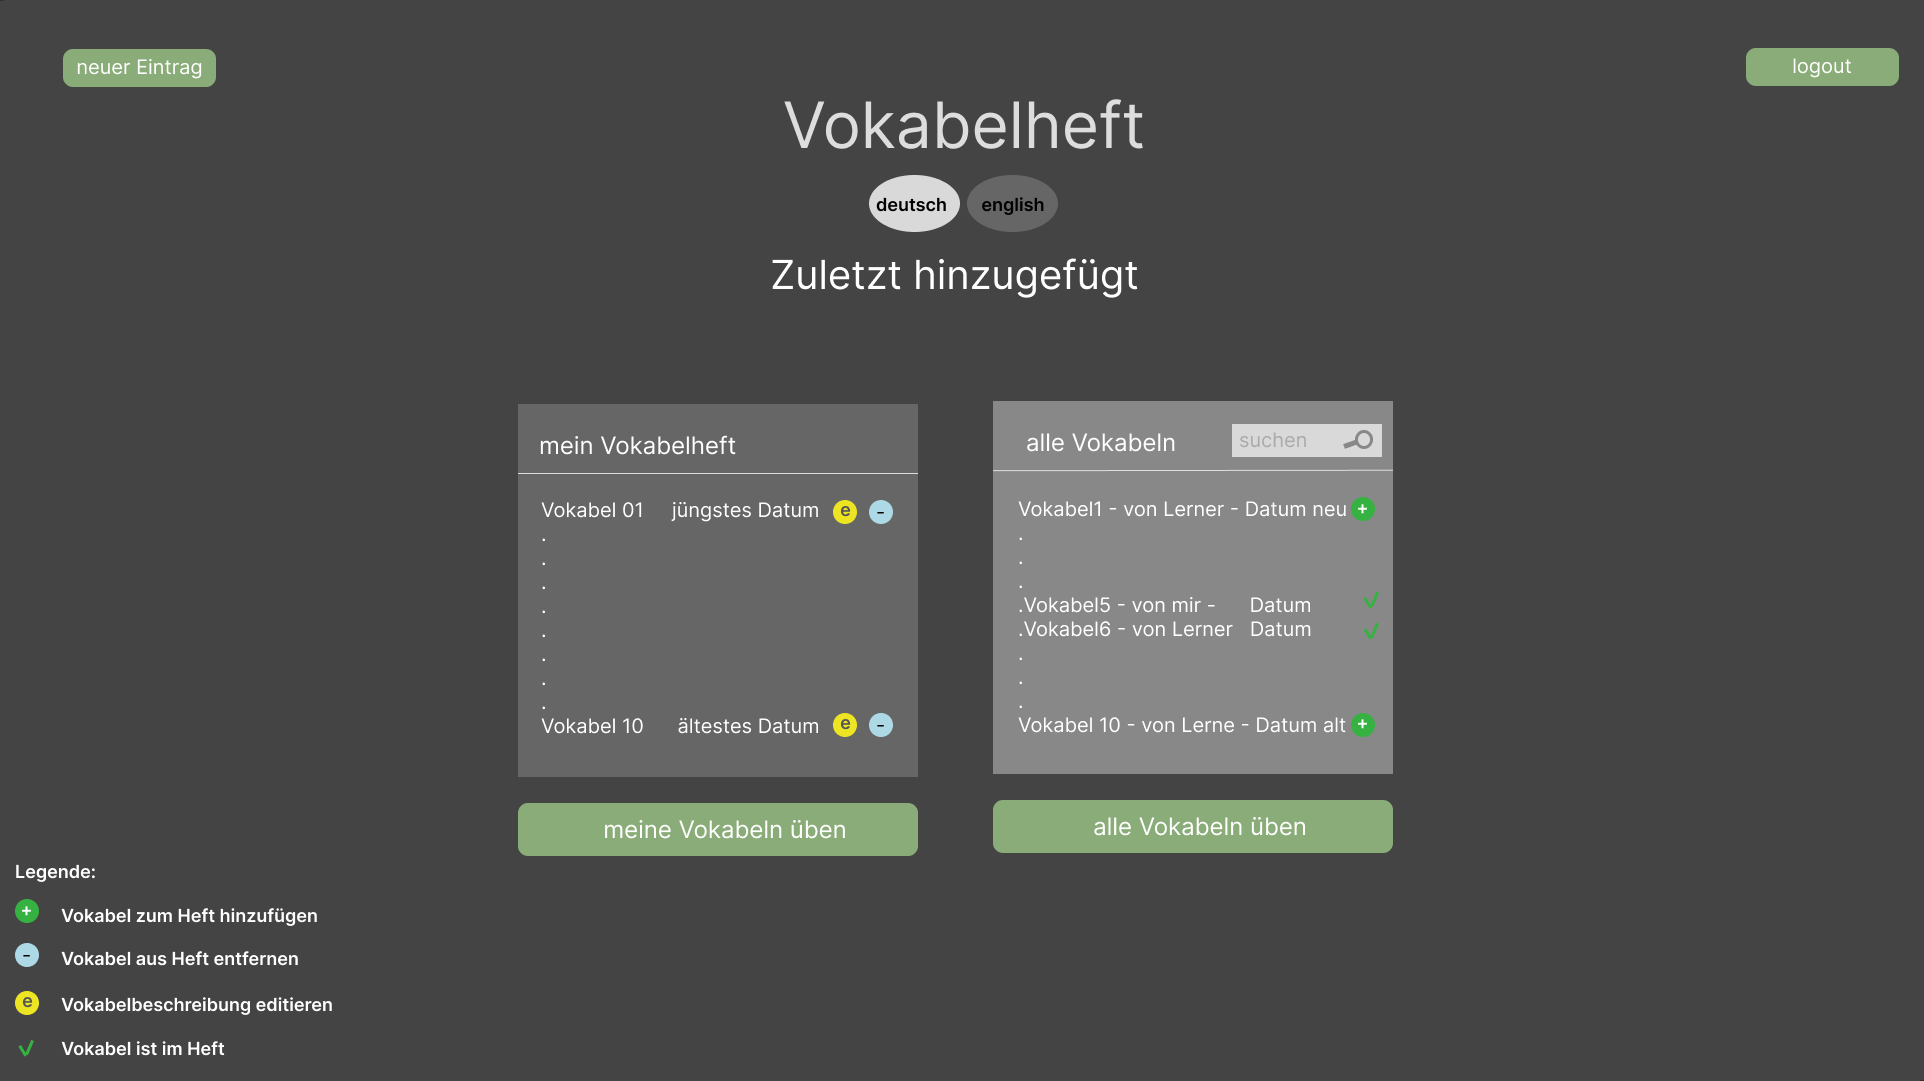 neuer Eintrag
logout
Vokabelheft
deutsch english
Zuletzt hinzugefügt
mein Vokabelheft
Vokabel 01 jüngstes Datum e -
.
.
.
.
.
.
.
.
Vokabel 10 ältestes Datum e -
meine Vokabeln üben
alle Vokabeln suchen
Vokabel1 - von Lerner - Datum neu +
.
.
.
.Vokabel5 - von mir - Datum ✓
.Vokabel6 - von Lerner Datum ✓
.
.
.
Vokabel 10 - von Lerne - Datum alt +
alle Vokabeln üben
Legende:
+ Vokabel zum Heft hinzufügen
- Vokabel aus Heft entfernen
e Vokabelbeschreibung editieren
✓ Vokabel ist im Heft